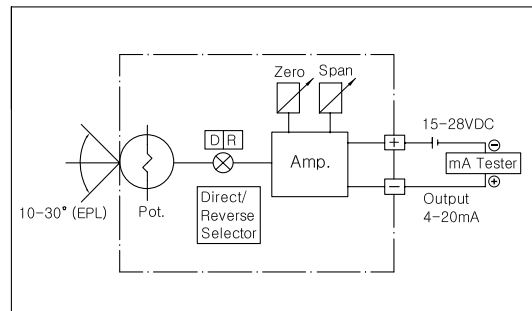 Zero Span
D R
Amp.
Pot.
Direct/
Reverse
Selector
10-30° (EPL)
+
−
15-28VDC
⊖
mA Tester
⊕
Output
4-20mA